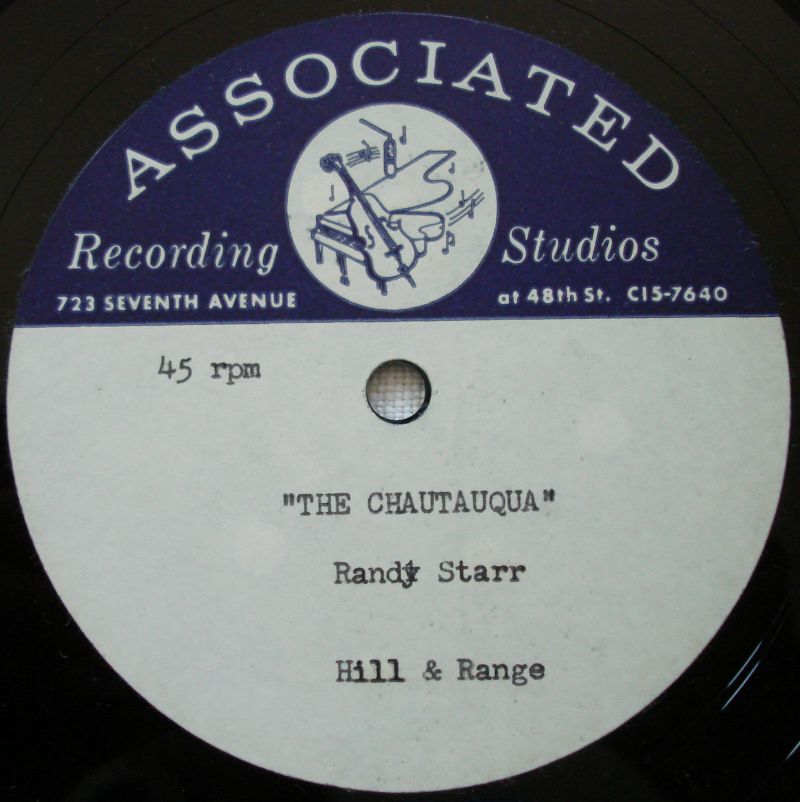 ASSOCIATED
Recording Studios
723 SEVENTH AVENUE at 48th St. CI5-7640
45 rpm
"THE CHAUTAUQUA"
Randy Starr
Hill & Range